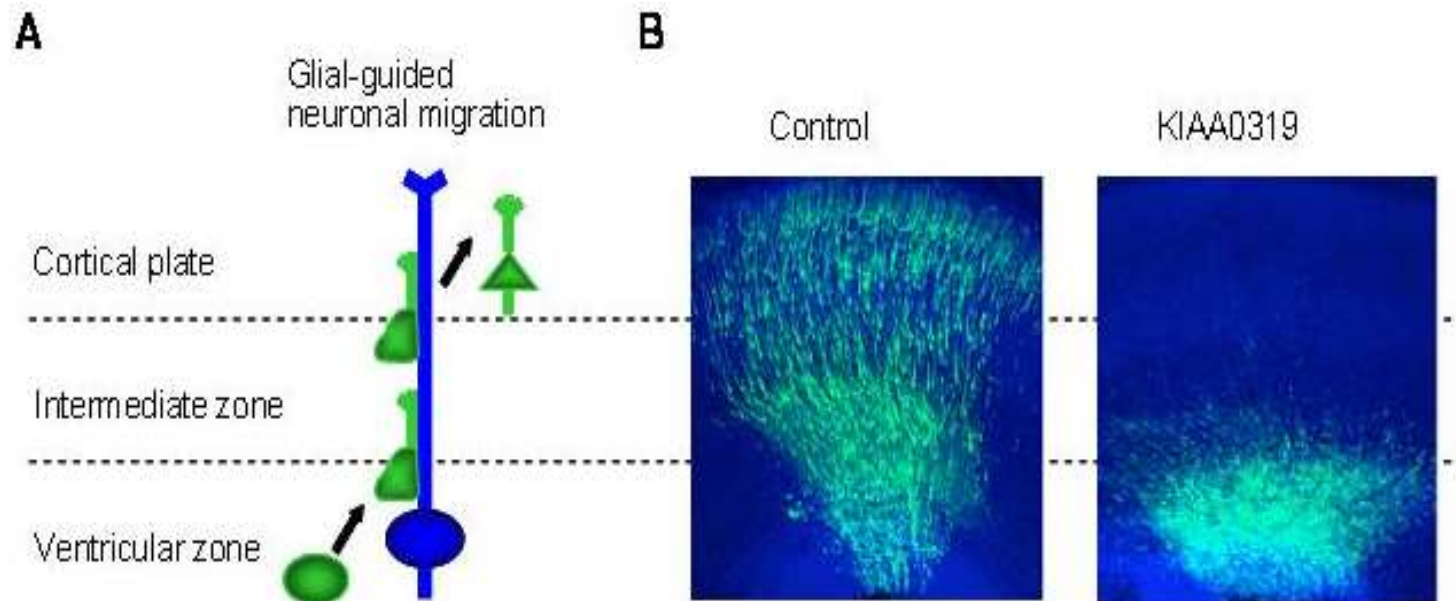 A
B
Glial-guided
neuronal migration
Control
KIAA0319
Cortical plate
Intermediate zone
Ventricular zone